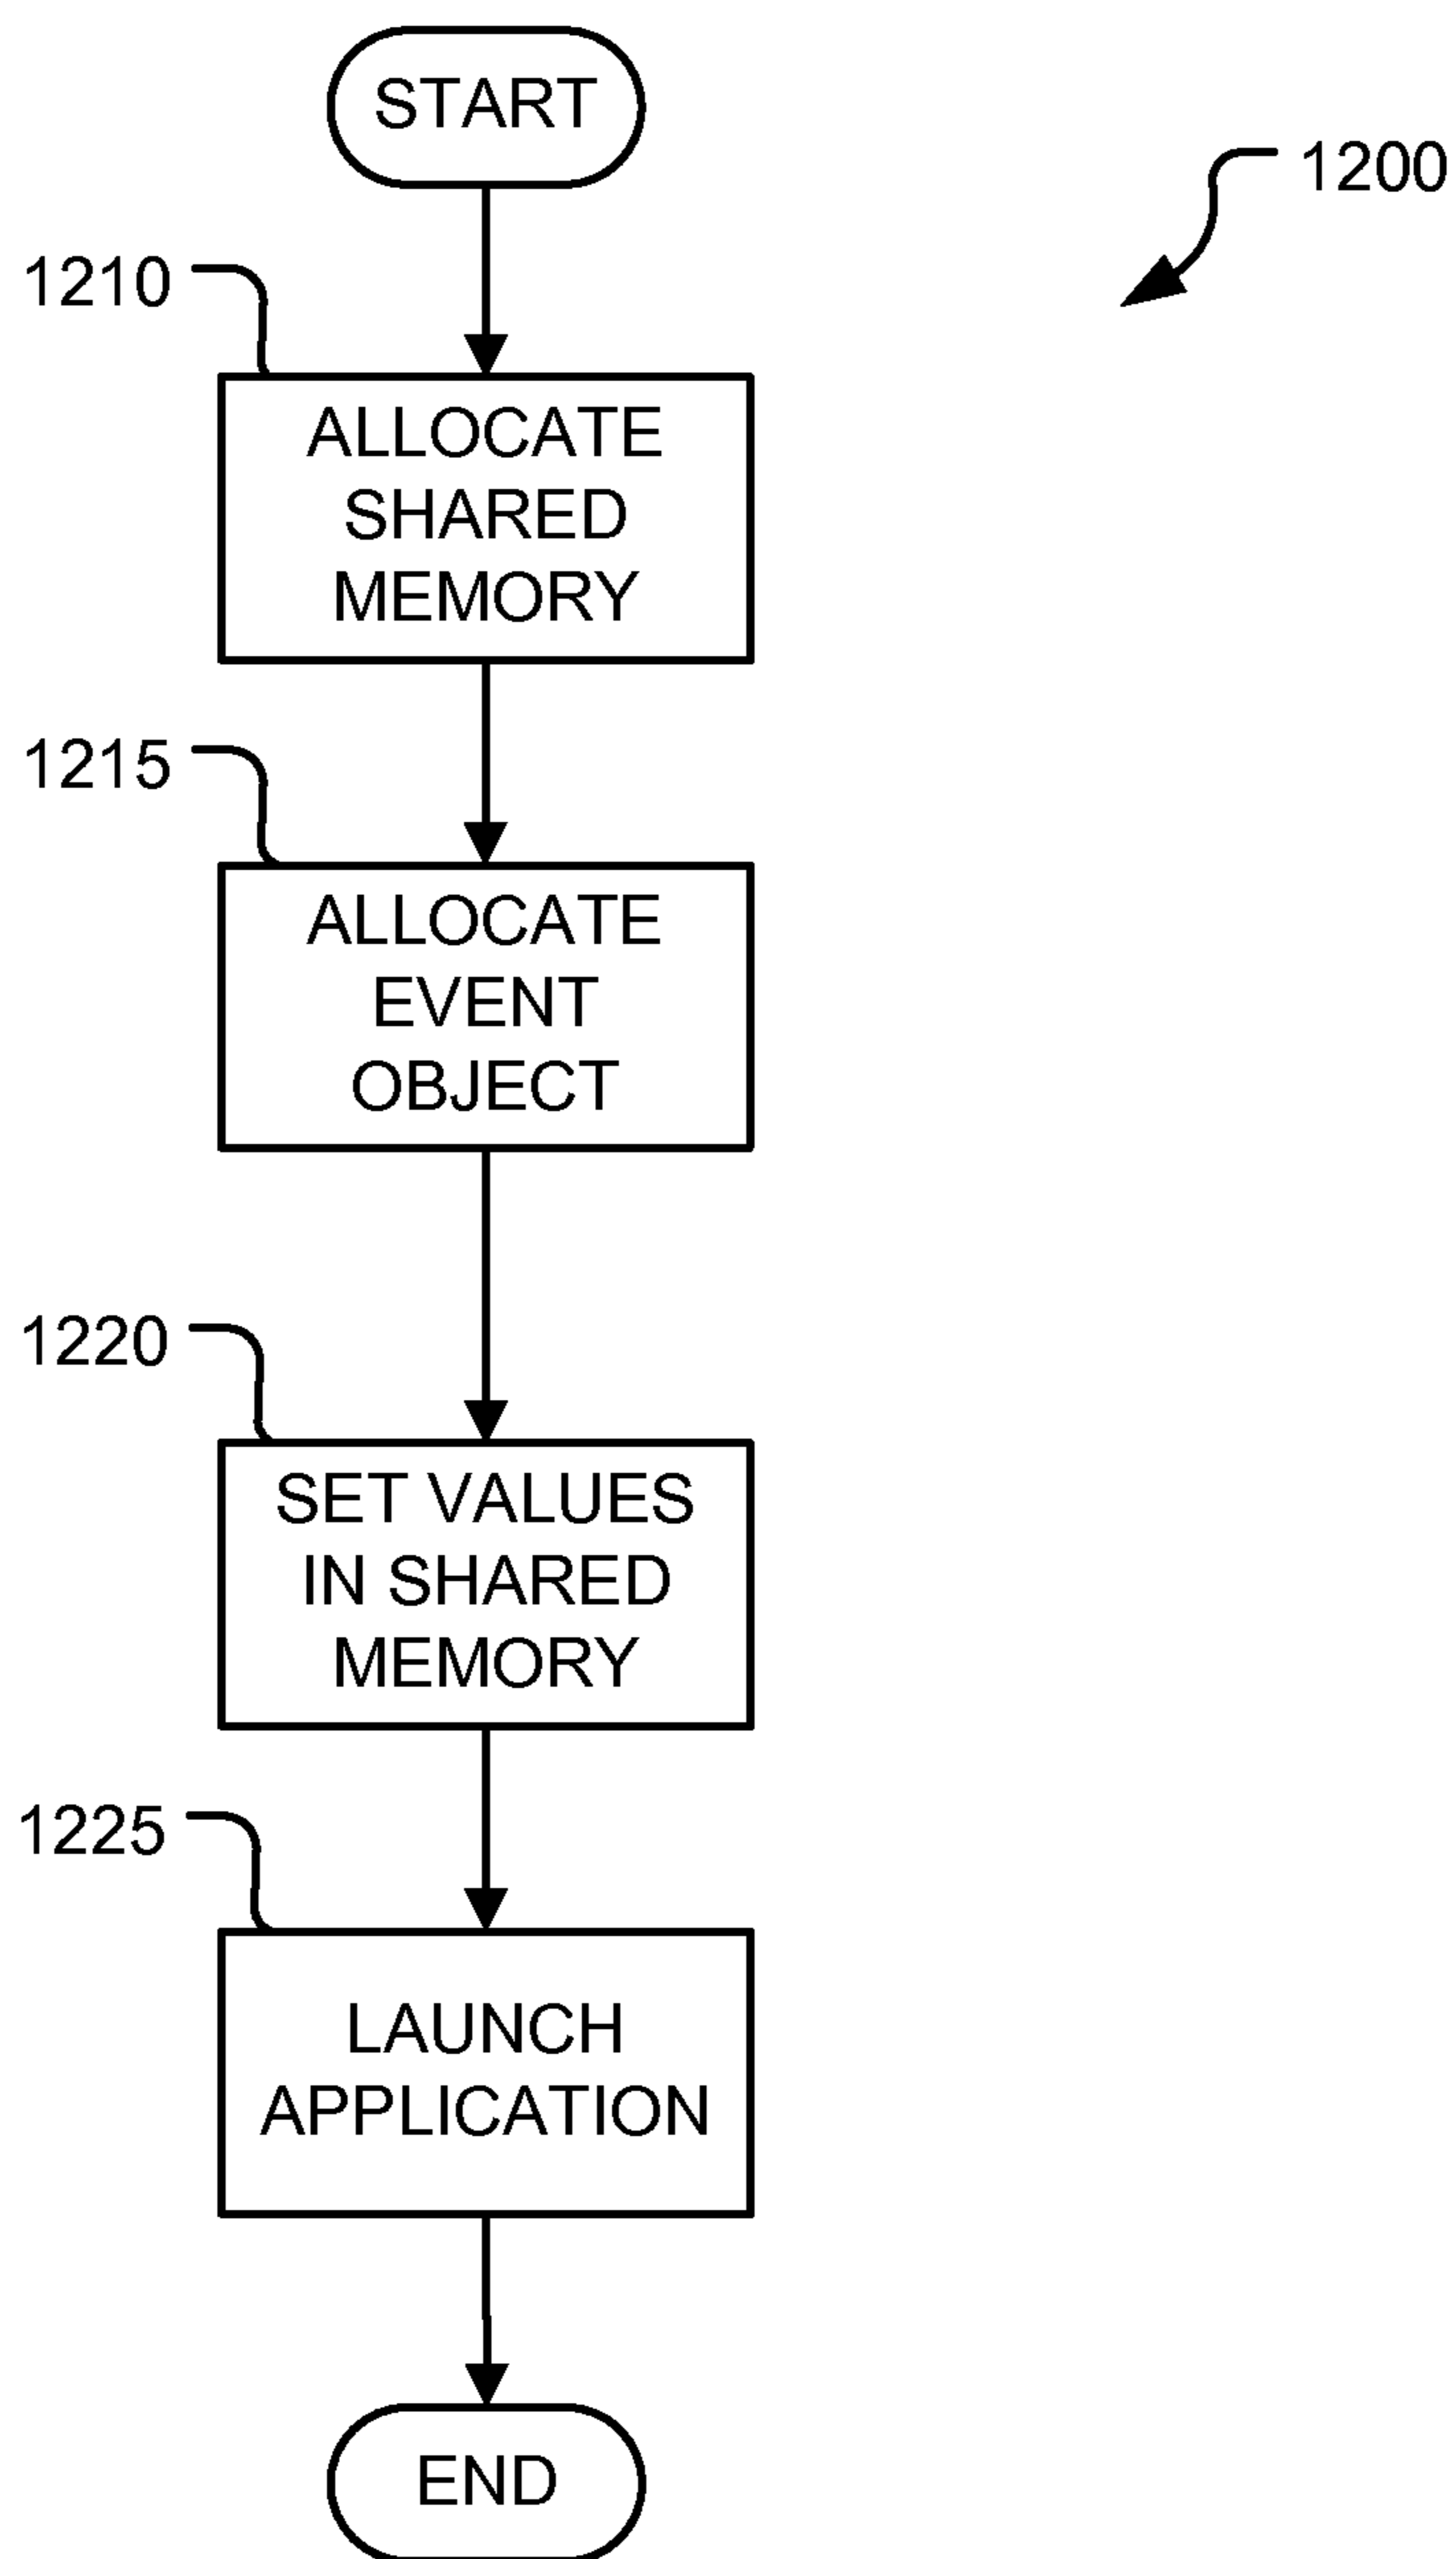 START
1200
1210
ALLOCATE
SHARED
MEMORY
1215
ALLOCATE
EVENT
OBJECT
1220
SET VALUES
IN SHARED
MEMORY
1225
LAUNCH
APPLICATION
END